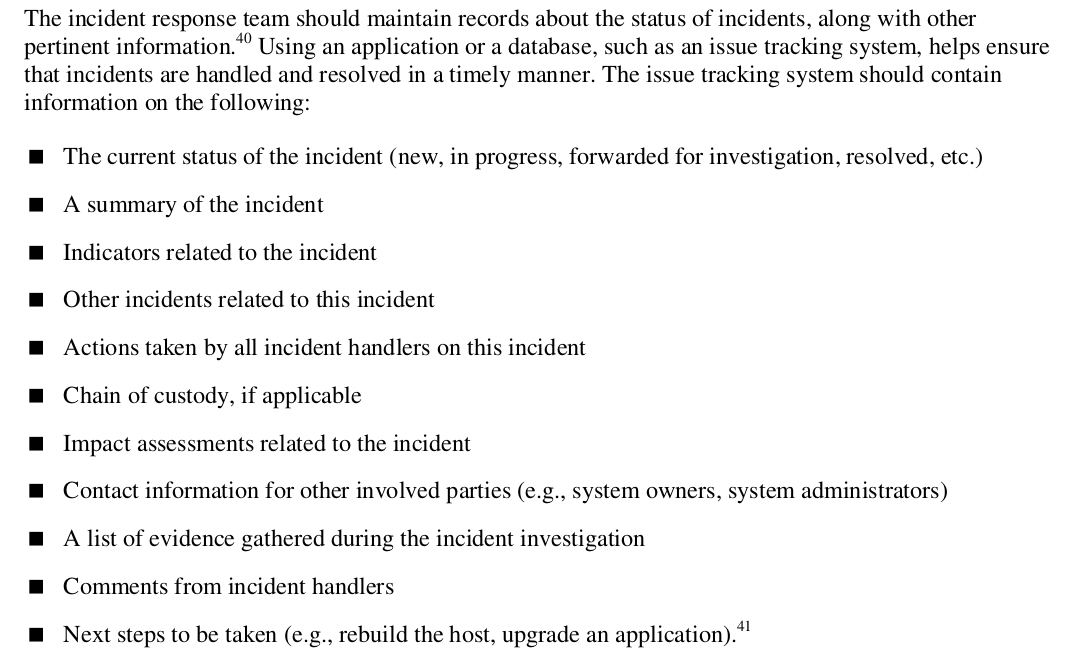 The incident response team should maintain records about the status of incidents, along with other
pertinent information.40 Using an application or a database, such as an issue tracking system, helps ensure
that incidents are handled and resolved in a timely manner. The issue tracking system should contain
information on the following:
■ The current status of the incident (new, in progress, forwarded for investigation, resolved, etc.)
■ A summary of the incident
■ Indicators related to the incident
■ Other incidents related to this incident
■ Actions taken by all incident handlers on this incident
■ Chain of custody, if applicable
■ Impact assessments related to the incident
■ Contact information for other involved parties (e.g., system owners, system administrators)
■ A list of evidence gathered during the incident investigation
■ Comments from incident handlers
■ Next steps to be taken (e.g., rebuild the host, upgrade an application).41